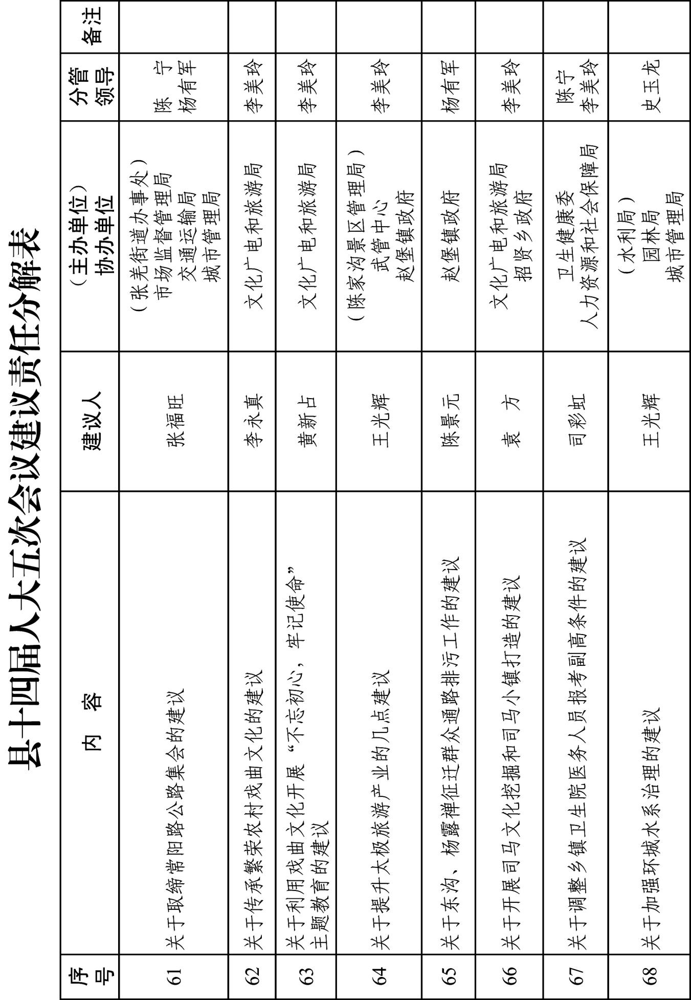 县十四届人大五次会议建议责任分解表
序号
内　容
建议人
（主办单位）
协办单位
分管
领导
备注
61
关于取缔常阳路公路集会的建议
张福旺
（张羌街道办事处）
市场监督管理局
交通运输局
城市管理局
陈　宁
杨有军
62
关于传承繁荣农村戏曲文化的建议
李永真
文化广电和旅游局
李美玲
63
关于利用戏曲文化开展“不忘初心，牢记使命”
主题教育的建议
黄新占
文化广电和旅游局
李美玲
64
关于提升太极旅游产业的几点建议
王光辉
（陈家沟景区管理局）
武管中心
赵堡镇政府
李美玲
65
关于东沟、杨露禅征迁群众通路排污工作的建议
陈景元
赵堡镇政府
杨有军
66
关于开展司马文化挖掘和司马小镇打造的建议
袁　方
文化广电和旅游局
招贤乡政府
李美玲
67
关于调整乡镇卫生院医务人员报考副高条件的建议
司彩虹
卫生健康委
人力资源和社会保障局
陈宁
李美玲
68
关于加强环城水系治理的建议
王光辉
（水利局）
园林局
城市管理局
史玉龙